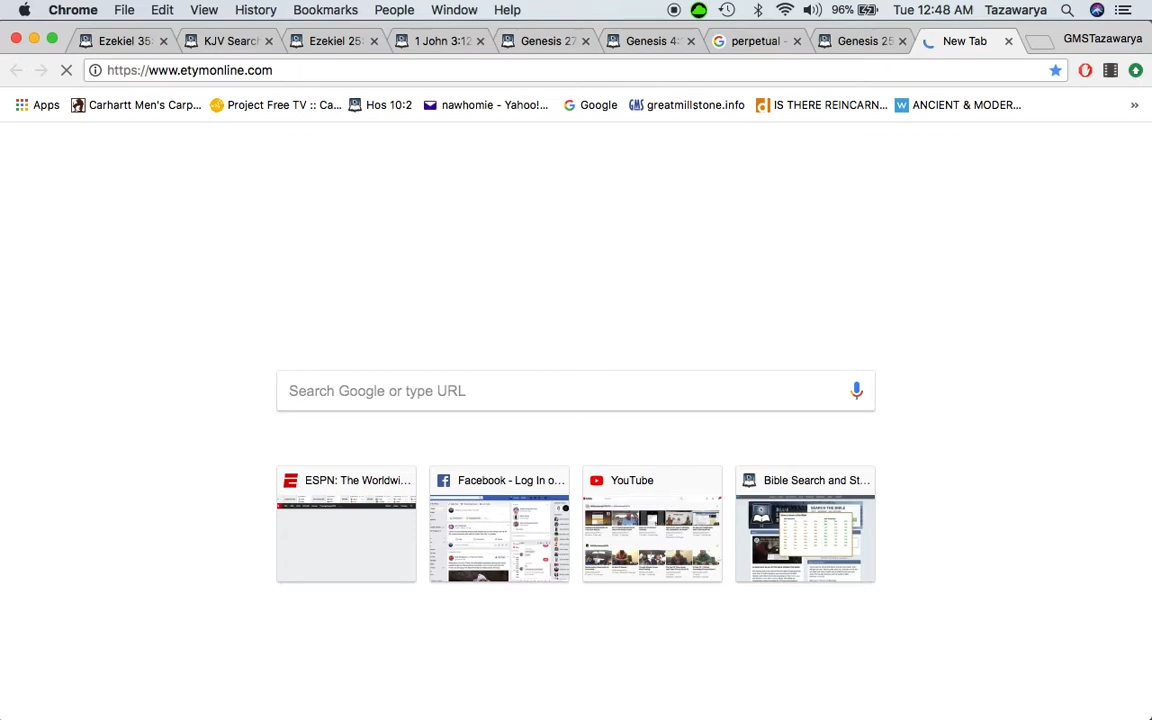 Chrome File Edit View History Bookmarks People Window Help 96% Tue 12:48 AM Tazawarya
Ezekiel 35: KJV Search Ezekiel 25: 1 John 3:12 Genesis 27 Genesis 4: perpetual - Genesis 25 New Tab GMSTazawarya
https://www.etymonline.com
Apps Carhartt Men's Carp... Project Free TV :: Ca... Hos 10:2 nawhomie - Yahoo!... Google GMS greatmillstone.info IS THERE REINCARN... ANCIENT & MODER... »
Search Google or type URL
ESPN: The Worldwi... Facebook - Log In o... YouTube Bible Search and St...